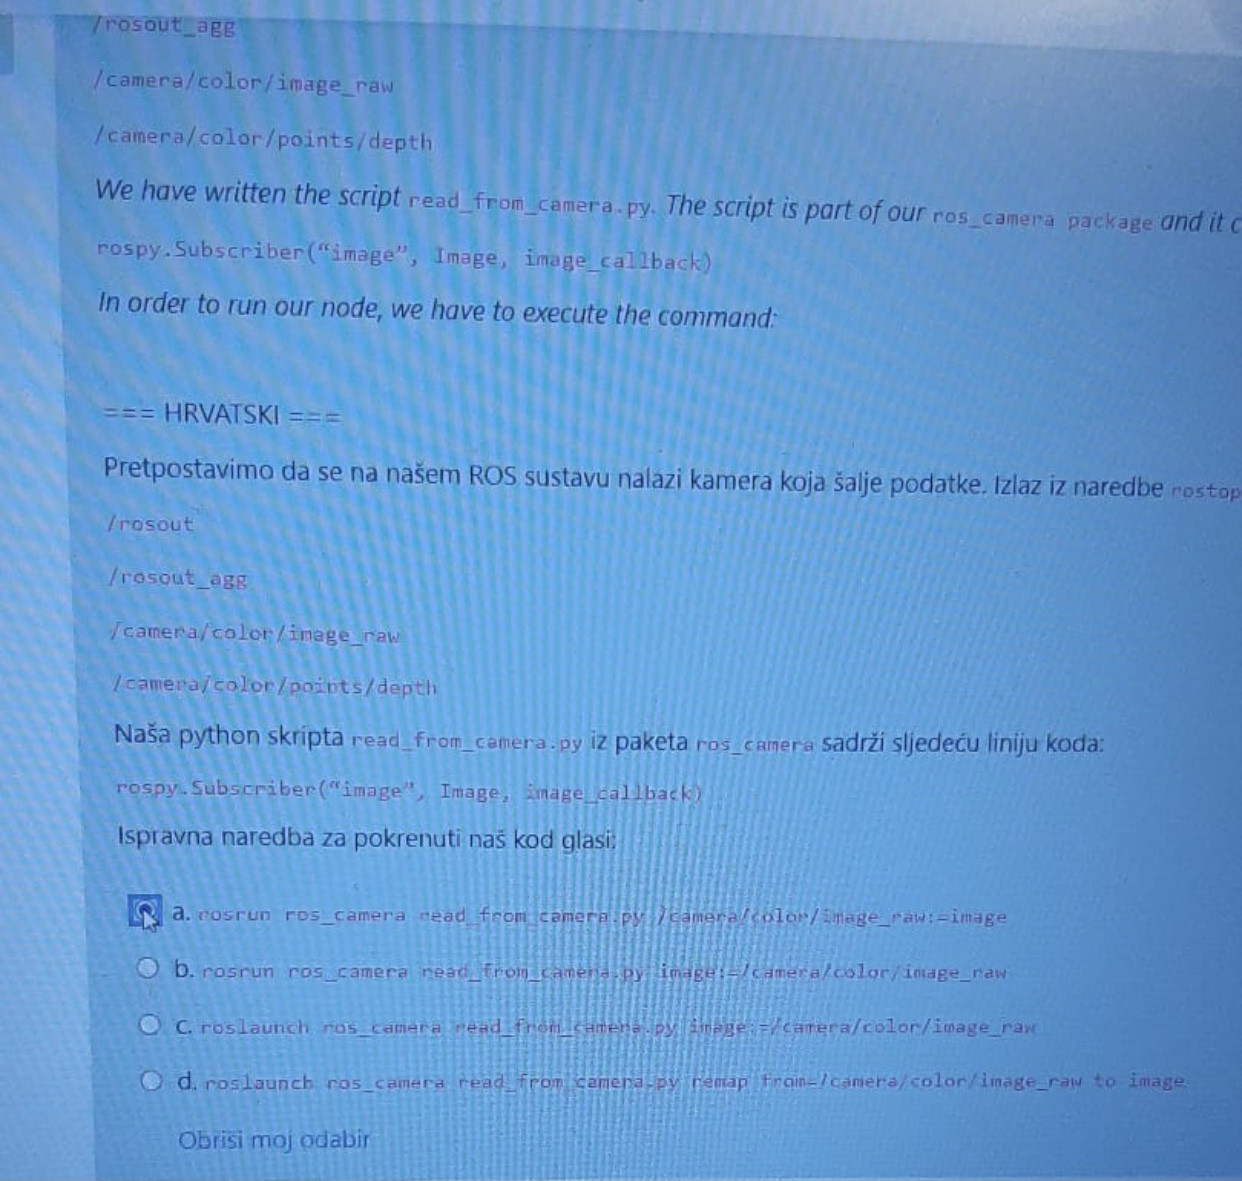 /rosout_agg
/camera/color/image_raw
/camera/color/points/depth
We have written the script read_from_camera.py. The script is part of our ros_camera package and it c
rospy.Subscriber(“image”, Image, image_callback)
In order to run our node, we have to execute the command:
=== HRVATSKI ===
Pretpostavimo da se na našem ROS sustavu nalazi kamera koja šalje podatke. Izlaz iz naredbe rostop
/rosout
/rosout_agg
/camera/color/image_raw
/camera/color/points/depth
Naša python skripta read_from_camera.py iz paketa ros_camera sadrži sljedeću liniju koda:
rospy.Subscriber(“image”, Image, image_callback)
Ispravna naredba za pokrenuti naš kod glasi:
a. rosrun ros_camera read_from_camera.py /camera/color/image_raw:=image
b. rosrun ros_camera read_from_camera.py image:=/camera/color/image_raw
c. roslaunch ros_camera read_from_camera.py image:=/camera/color/image_raw
d. roslaunch ros_camera read_from_camera.py remap from=/camera/color/image_raw to image
Obriši moj odabir